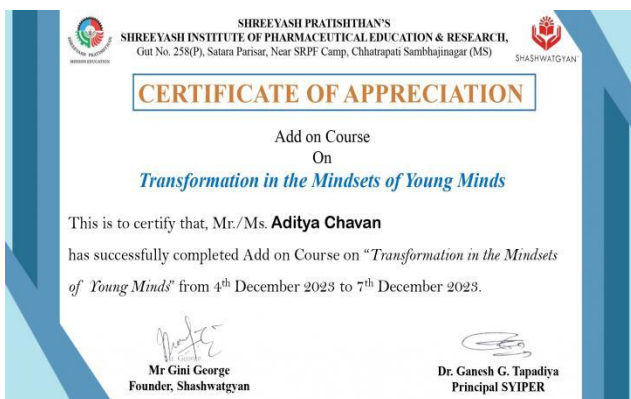 SHREEYASH PRATISHTHAN'S
SHREEYASH INSTITUTE OF PHARMACEUTICAL EDUCATION & RESEARCH,
Gut No. 258(P), Satara Parisar, Near SRPF Camp, Chhatrapati Sambhajinagar (MS)
MISSION EDUCATION
SHASHWATGYAN
CERTIFICATE OF APPRECIATION
Add on Course
On
Transformation in the Mindsets of Young Minds
This is to certify that, Mr./Ms. Aditya Chavan
has successfully completed Add on Course on "Transformation in the Mindsets
of Young Minds" from 4th December 2023 to 7th December 2023.
Mr Gini George
Founder, Shashwatgyan
Dr. Ganesh G. Tapadiya
Principal SYIPER